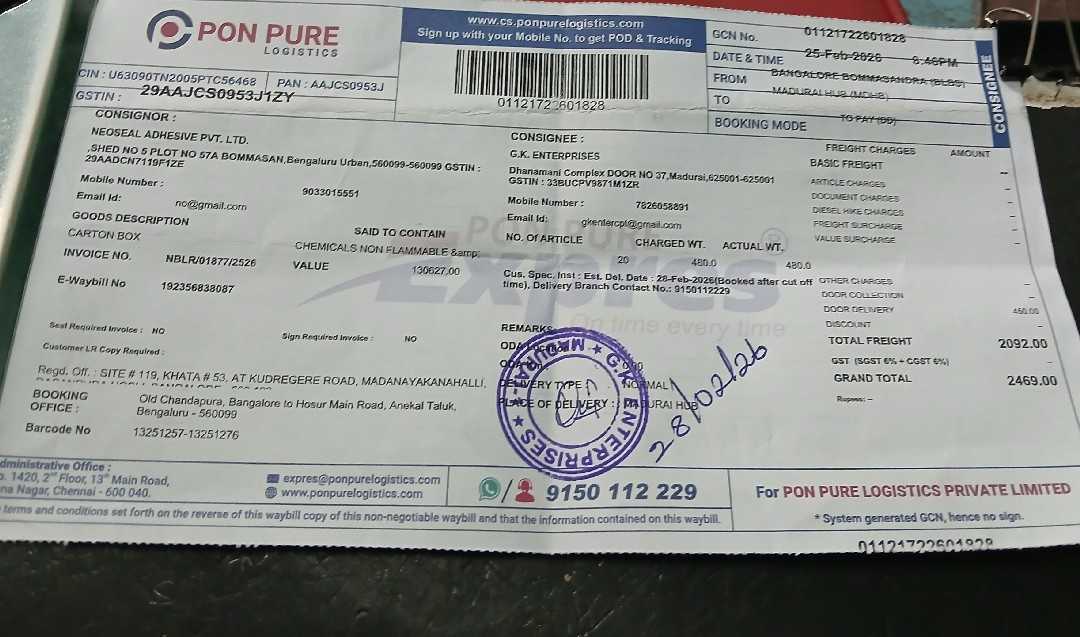 PON PURE
LOGISTICS
www.cs.ponpurelogistics.com
Sign up with your Mobile No. to get POD & Tracking
01121722601828
GCN No. 01121722601828
DATE & TIME 25-Feb-2026 8:46PM
FROM BANGALORE BOMMASANDRA (BLBS)
TO MADURAI HUB (MDHB)
BOOKING MODE TO PAY (DD)
CONSIGNEE
CIN : U63090TN2005PTC56468 PAN : AAJCS0953J
GSTIN : 29AAJCS0953J1ZY
CONSIGNOR :
NEOSEAL ADHESIVE PVT. LTD.
,SHED NO 5 PLOT NO 57A BOMMASAN,Bengaluru Urban,560099-560099 GSTIN :
29AADCN7119F1ZE
Mobile Number : 9033015551
Email Id: no@gmail.com
GOODS DESCRIPTION SAID TO CONTAIN
CARTON BOX CHEMICALS NON FLAMMABLE &amp;
INVOICE NO. NBLR/01877/2526 VALUE 130627.00
E-Waybill No 192356838087
Seal Required Invoice : NO Sign Required Invoice : NO
Customer LR Copy Required :
Regd. Off. : SITE # 119, KHATA # 53, AT KUDREGERE ROAD, MADANAYAKANAHALLI,
BOOKING OFFICE : Old Chandapura, Bangalore to Hosur Main Road, Anekal Taluk,
Bengaluru - 560099
Barcode No 13251257-13251276
CONSIGNEE :
G.K. ENTERPRISES
Dhanamani Complex DOOR NO 37,Madurai,625001-625001
GSTIN : 33BUCPV9871M1ZR
Mobile Number : 7826058891
Email Id: gkentercpl@gmail.com
NO. Of ARTICLE CHARGED WT. ACTUAL WT.
20 480.0 480.0
Cus. Spec. Inst : Est. Del. Date : 28-Feb-2026(Booked after cut off
time), Delivery Branch Contact No.: 9150112229
PON PURE
Expres
On time every time
REMARKS
DELIVERY TYPE : NORMAL
PLACE OF DELIVERY : MADURAI HUB
ENTERPRISES
28/02/26
FREIGHT CHARGES AMOUNT
BASIC FREIGHT --
ARTICLE CHARGES --
DOCUMENT CHARGES --
DIESEL HIKE CHARGES --
FREIGHT SURCHARGE --
VALUE SURCHARGE --
OTHER CHARGES --
DOOR COLLECTION --
DOOR DELIVERY 450.00
DISCOUNT --
TOTAL FREIGHT 2092.00
GST (SGST 6% + CGST 6%) --
GRAND TOTAL 2469.00
Rupees: --
dministrative Office :
o. 1420, 2nd Floor, 13th Main Road,
na Nagar, Chennai - 600 040.
expres@ponpurelogistics.com
www.ponpurelogistics.com
9150 112 229
For PON PURE LOGISTICS PRIVATE LIMITED
* System generated GCN, hence no sign.
terms and conditions set forth on the reverse of this waybill copy of this non-negotiable waybill and that the information contained on this waybill.
01121722601828